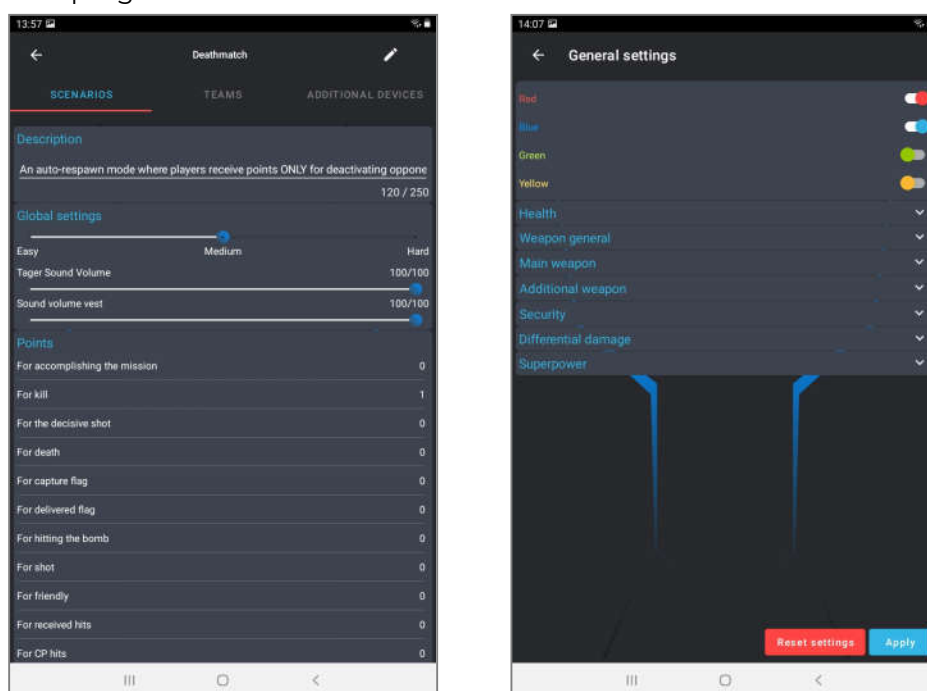 13:57
Deathmatch
SCENARIOS TEAMS ADDITIONAL DEVICES
Description
An auto-respawn mode where players receive points ONLY for deactivating oppone
120 / 250
Global settings
Easy Medium Hard
Tager Sound Volume 100/100
Sound volume vest 100/100
Points
For accomplishing the mission 0
For kill 1
For the decisive shot 0
For death 0
For capture flag 0
For delivered flag 0
For hitting the bomb 0
For shot 0
For friendly 0
For received hits 0
For CP hits 0
14:07
General settings
Red
Blue
Green
Yellow
Health
Weapon general
Main weapon
Additional weapon
Security
Differential damage
Superpower
Reset settings Apply